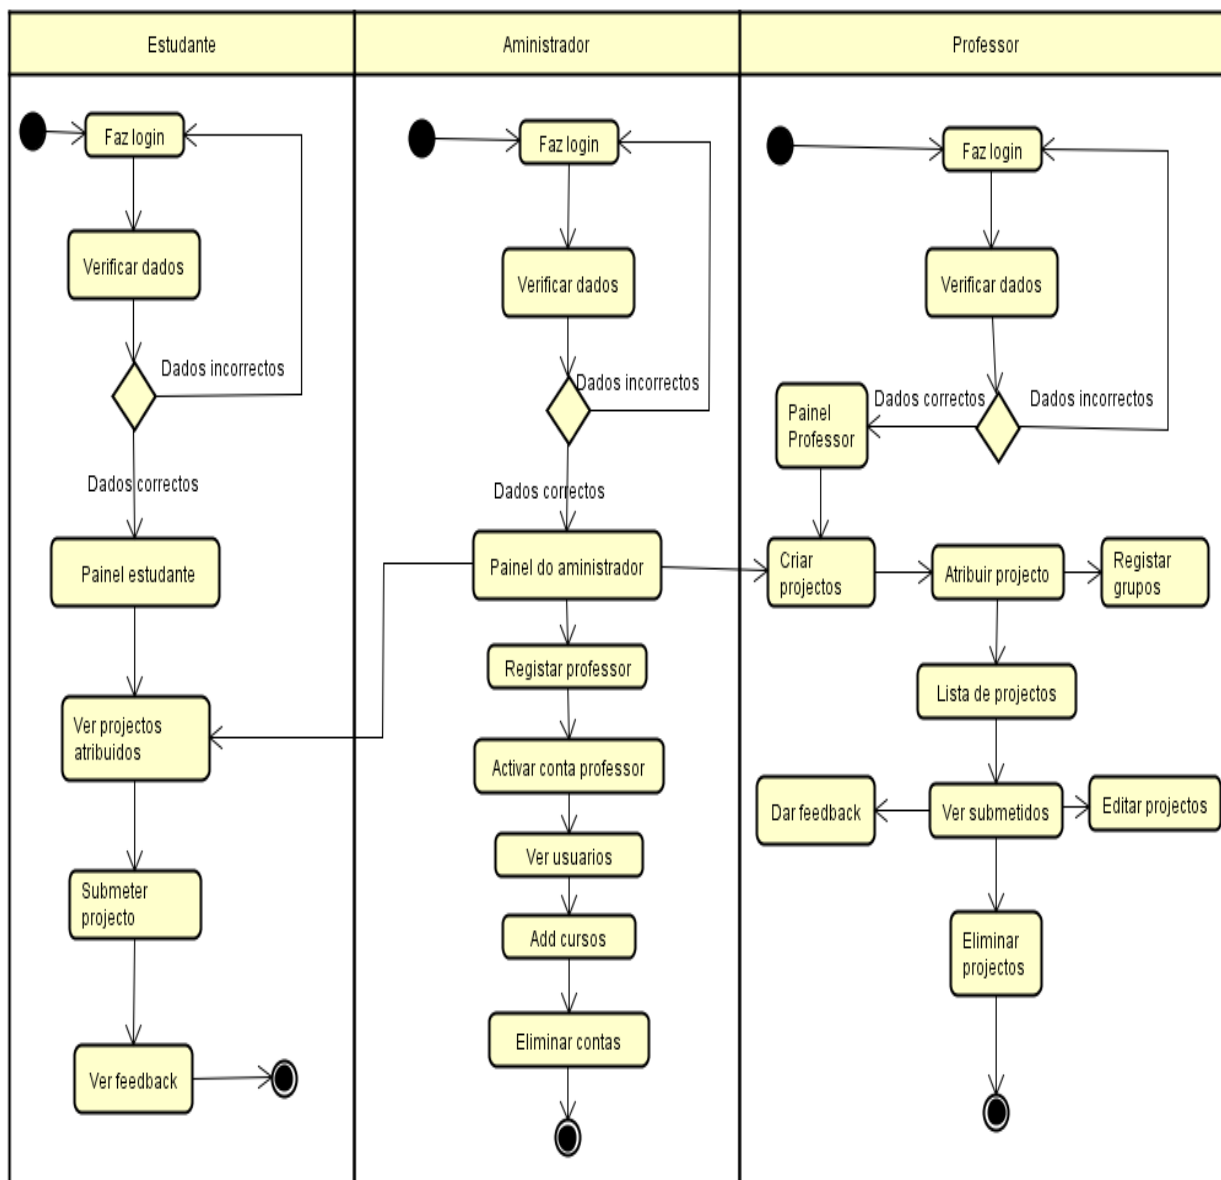 Estudante
Aministrador
Professor
Faz login
Verificar dados
Dados incorrectos
Dados correctos
Painel estudante
Ver projectos
atribuidos
Submeter
projecto
Ver feedback
Faz login
Verificar dados
Dados incorrectos
Dados correctos
Painel do aministrador
Registar professor
Activar conta professor
Ver usuarios
Add cursos
Eliminar contas
Faz login
Verificar dados
Dados correctos
Dados incorrectos
Painel
Professor
Criar
projectos
Atribuir projecto
Registar
grupos
Lista de projectos
Dar feedback
Ver submetidos
Editar projectos
Eliminar
projectos